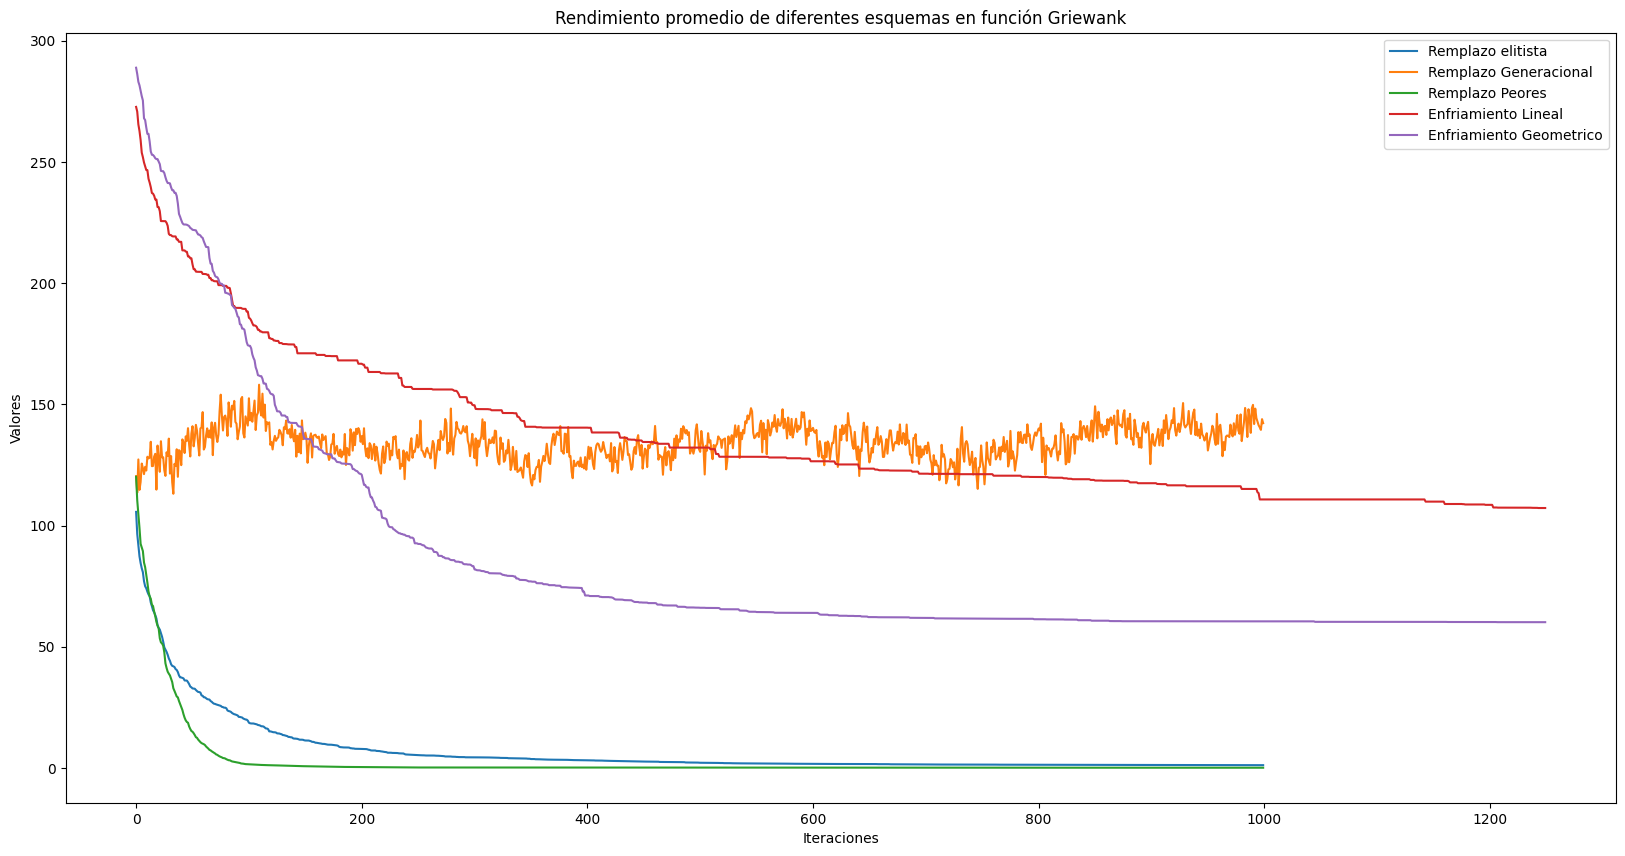 Rendimiento promedio de diferentes esquemas en función Griewank
Remplazo elitista
Remplazo Generacional
Remplazo Peores
Enfriamiento Lineal
Enfriamiento Geometrico
Valores
300
250
200
150
100
50
0
0 200 400 600 800 1000 1200
Iteraciones